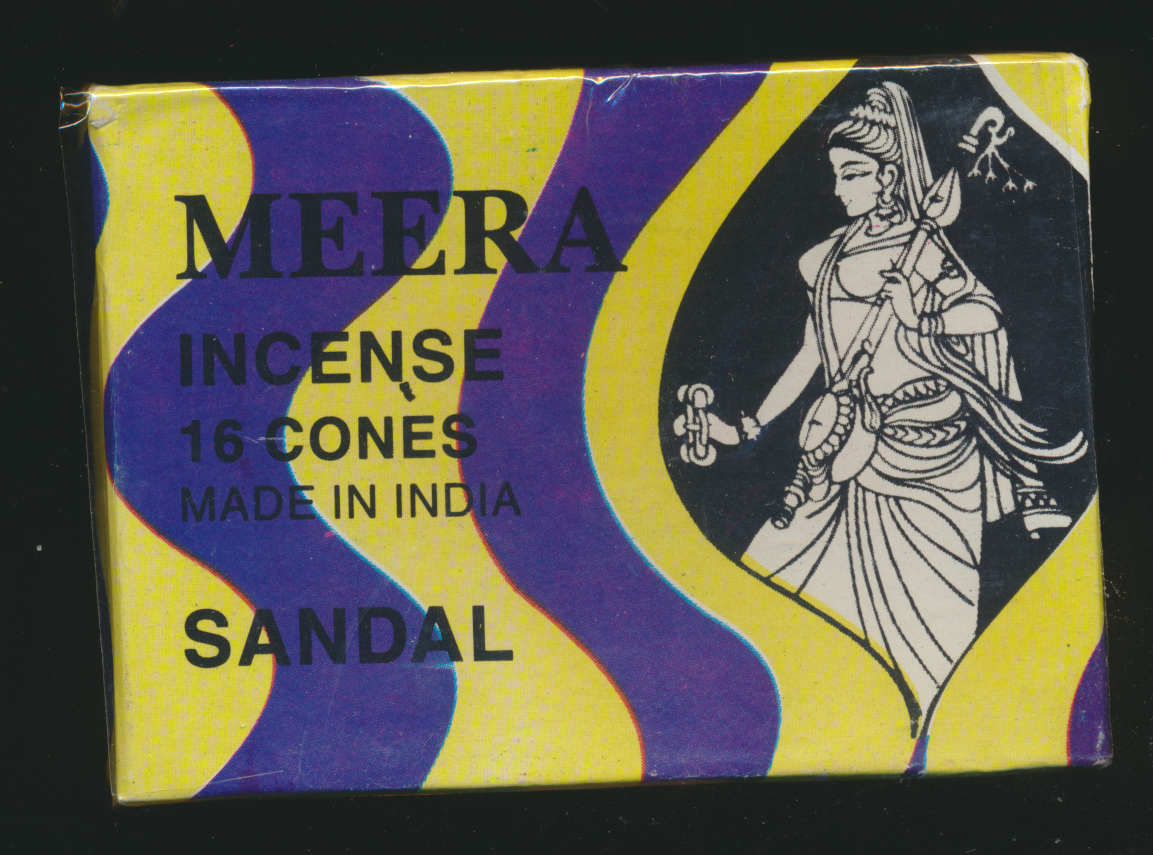 MEERA
INCENSE
16 CONES
MADE IN INDIA
SANDAL